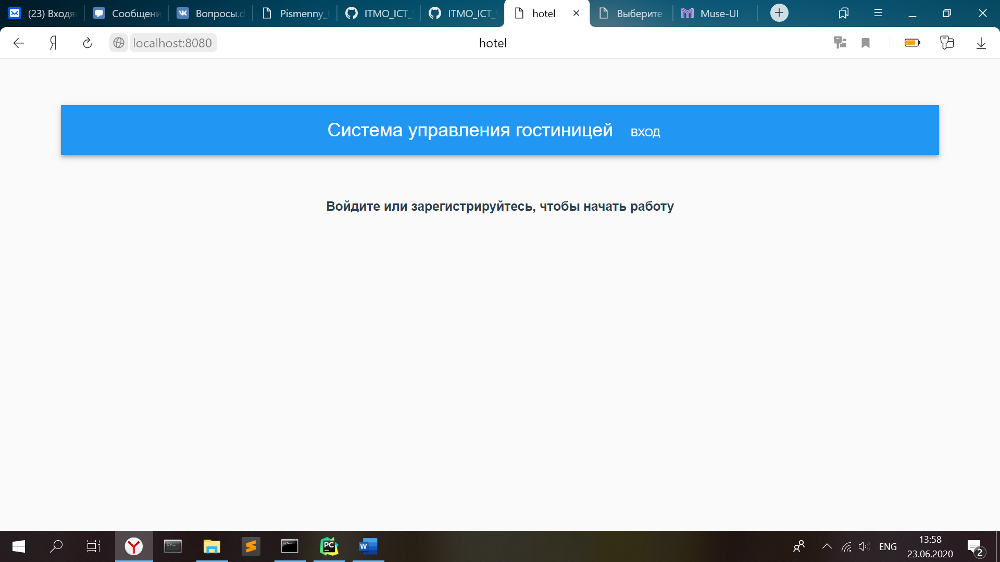 (23) Входя
Сообщени
Вопросы.d
Pismenny_
ITMO_ICT_
ITMO_ICT_
hotel
Выберите
Muse-UI
localhost:8080
hotel
Система управления гостиницей ВХОД
Войдите или зарегистрируйтесь, чтобы начать работу
ENG
13:58
23.06.2020
2